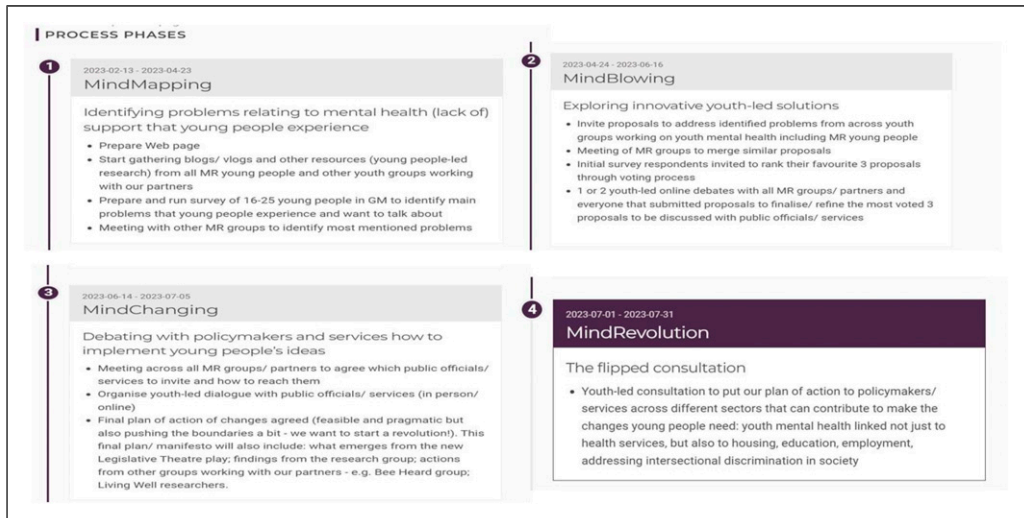 PROCESS PHASES
1
2023-02-13 - 2023-04-23
MindMapping
Identifying problems relating to mental health (lack of)
support that young people experience
• Prepare Web page
• Start gathering blogs/ vlogs and other resources (young people-led
research) from all MR young people and other youth groups working
with our partners
• Prepare and run survey of 16-25 young people in GM to identify main
problems that young people experience and want to talk about
• Meeting with other MR groups to identify most mentioned problems
2
2023-04-24 - 2023-06-16
MindBlowing
Exploring innovative youth-led solutions
• Invite proposals to address identified problems from across youth
groups working on youth mental health including MR young people
• Meeting of MR groups to merge similar proposals
• Initial survey respondents invited to rank their favourite 3 proposals
through voting process
• 1 or 2 youth-led online debates with all MR groups/ partners and
everyone that submitted proposals to finalise/ refine the most voted 3
proposals to be discussed with public officials/ services
3
2023-06-14 - 2023-07-05
MindChanging
Debating with policymakers and services how to
implement young people's ideas
• Meeting across all MR groups/ partners to agree which public officials/
services to invite and how to reach them
• Organise youth-led dialogue with public officials/ services (in person/
online)
• Final plan of action of changes agreed (feasible and pragmatic but
also pushing the boundaries a bit - we want to start a revolution!). This
final plan/ manifesto will also include: what emerges from the new
Legislative Theatre play; findings from the research group; actions
from other groups working with our partners - e.g. Bee Heard group;
Living Well researchers.
4
2023-07-01 - 2023-07-31
MindRevolution
The flipped consultation
• Youth-led consultation to put our plan of action to policymakers/
services across different sectors that can contribute to make the
changes young people need: youth mental health linked not just to
health services, but also to housing, education, employment,
addressing intersectional discrimination in society